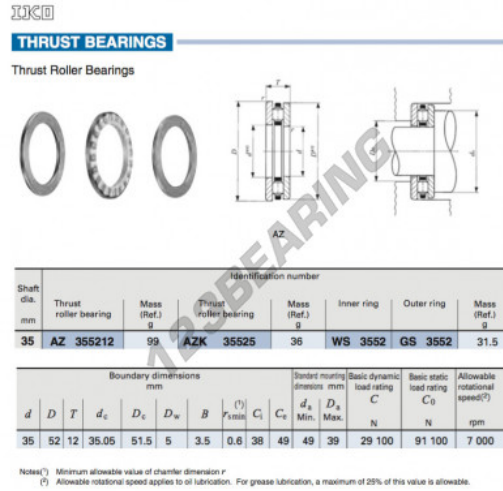 IKO
THRUST BEARINGS
Thrust Roller Bearings
AZ
123BEARING
Shaft dia. mm
Identification number
Thrust roller bearing
Mass (Ref.) g
Thrust roller bearing
Mass (Ref.) g
Inner ring
Outer ring
Mass (Ref.) g
35 AZ 355212 99 AZK 35525 36 WS 3552 GS 3552 31.5
Boundary dimensions mm
Standard mounting dimensions mm
Basic dynamic load rating C N
Basic static load rating C0 N
Allowable rotational speed(2) rpm
d D T dc Dc Dw B rs min(1) Ci Ce da Min. Da Max.
35 52 12 35.05 51.5 5 3.5 0.6 38 49 49 39 29 100 91 100 7 000
Notes(1) Minimum allowable value of chamfer dimension r
(2) Allowable rotational speed applies to oil lubrication. For grease lubrication, a maximum of 25% of this value is allowable.